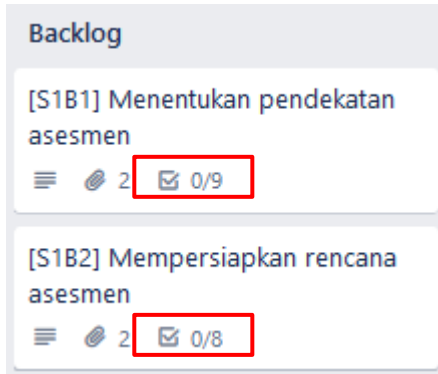 Backlog
[S1B1] Menentukan pendekatan
asesmen
2 0/9
[S1B2] Mempersiapkan rencana
asesmen
2 0/8